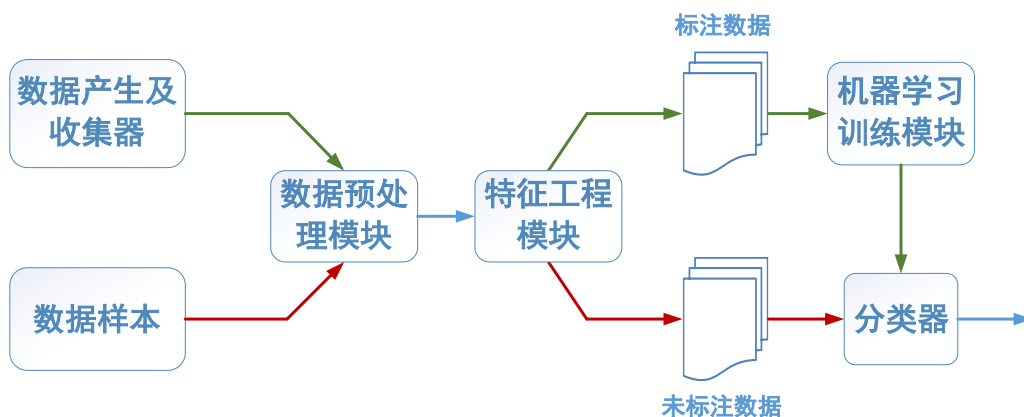 标注数据
数据产生及
收集器
机器学习
训练模块
数据预处
理模块
特征工程
模块
数据样本
分类器
未标注数据